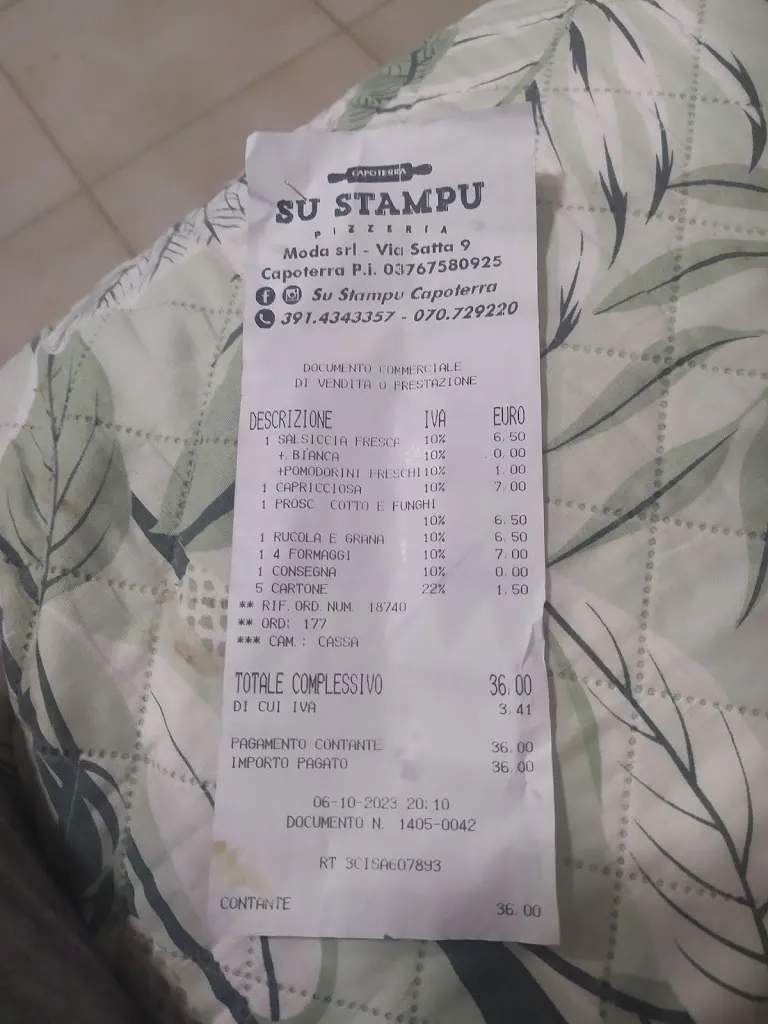 CAPOTERRA
SU STAMPU
PIZZERIA
Moda srl - Via Satta 9
Capoterra P.i. 03767580925
Su Stampu Capoterra
391.4343357 - 070.729220
DOCUMENTO COMMERCIALE
DI VENDITA O PRESTAZIONE
DESCRIZIONE IVA EURO
1 SALSICCIA FRESCA 10% 6.50
+. BIANCA 10% 0.00
+POMODORINI FRESCHI10% 1.00
1 CAPRICCIOSA 10% 7.00
1 PROSC. COTTO E FUNGHI
10% 6.50
1 RUCOLA E GRANA 10% 6.50
1 4 FORMAGGI 10% 7.00
1 CONSEGNA 10% 0.00
5 CARTONE 22% 1.50
** RIF.ORD.NUM. 18740
** ORD: 177
*** CAM.: CASSA
TOTALE COMPLESSIVO 36.00
DI CUI IVA 3.41
PAGAMENTO CONTANTE 36.00
IMPORTO PAGATO 36.00
06-10-2023 20:10
DOCUMENTO N. 1405-0042
RT 3CISA607893
CONTANTE 36.00